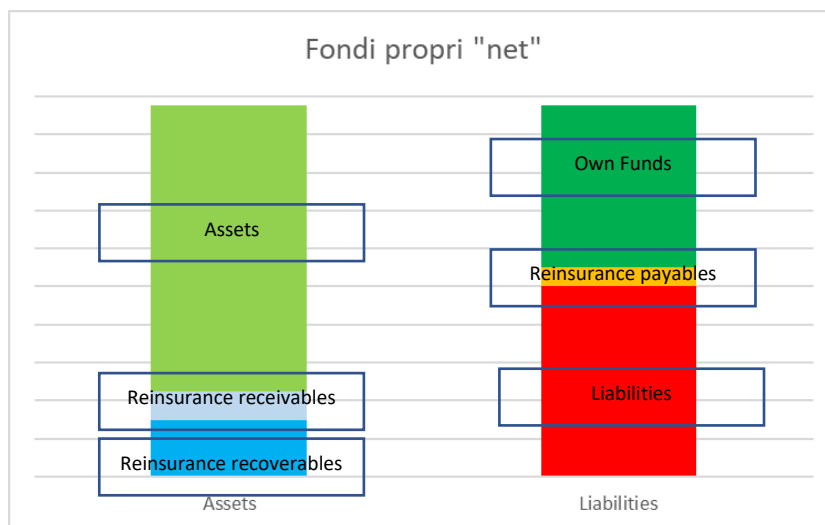 Fondi propri "net"
Own Funds
Assets
Reinsurance payables
Reinsurance receivables
Liabilities
Reinsurance recoverables
Assets
Liabilities